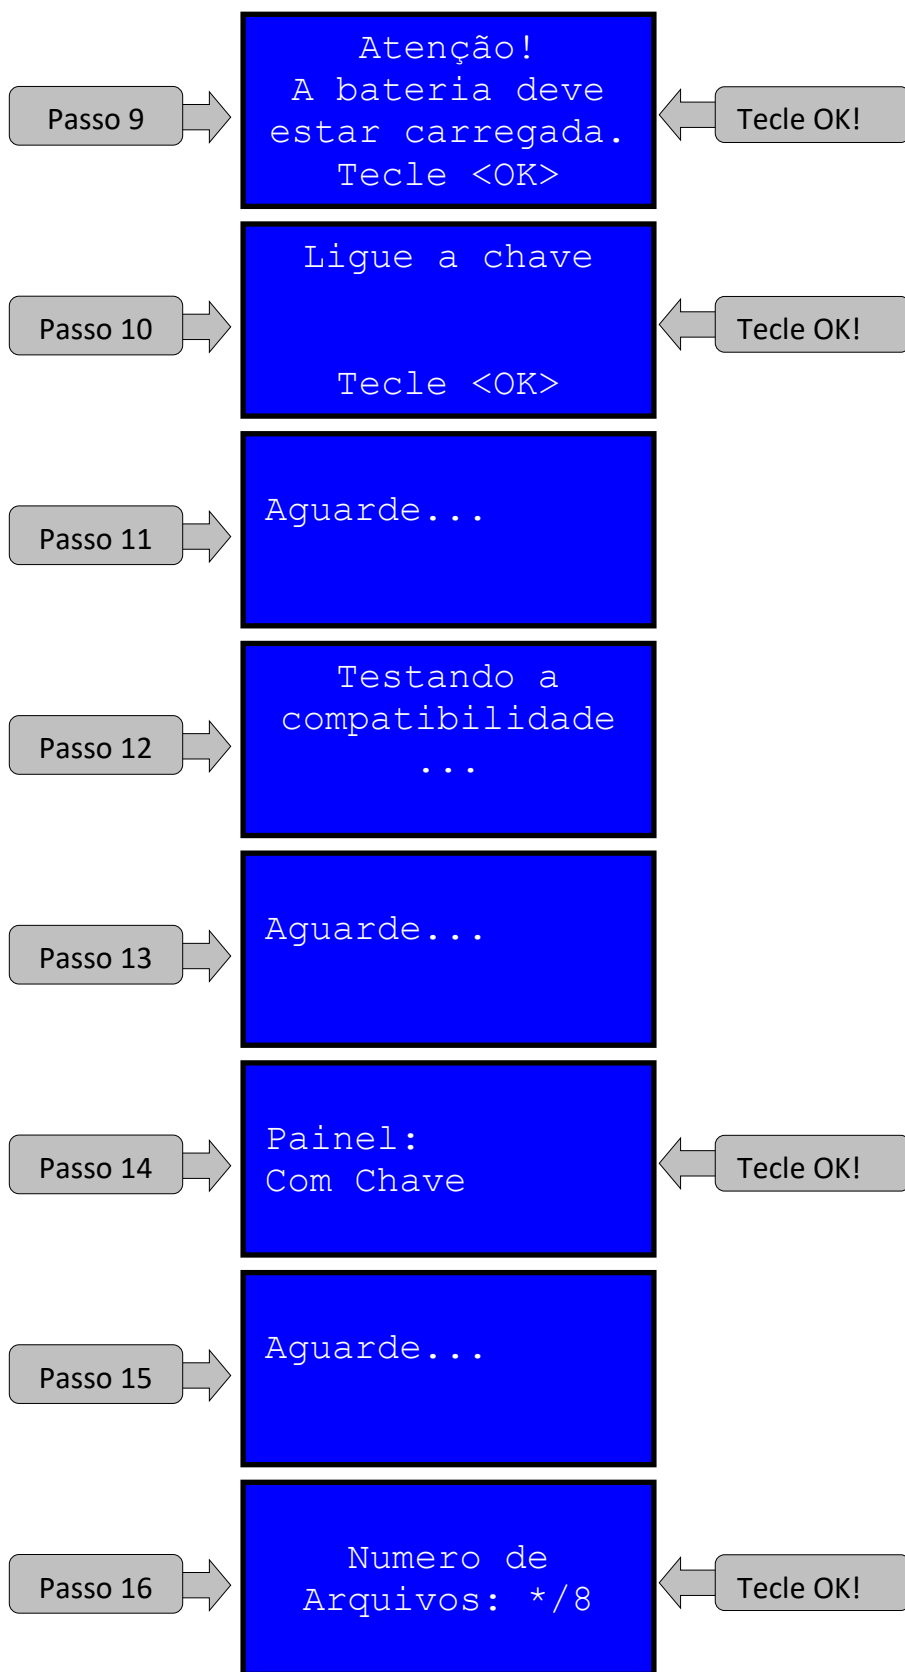 Passo 9
Atenção!
A bateria deve
estar carregada.
Tecle <OK>
Tecle OK!
Passo 10
Ligue a chave
Tecle <OK>
Tecle OK!
Passo 11
Aguarde...
Passo 12
Testando a
compatibilidade
...
Passo 13
Aguarde...
Passo 14
Painel:
Com Chave
Tecle OK!
Passo 15
Aguarde...
Passo 16
Numero de
Arquivos: */8
Tecle OK!